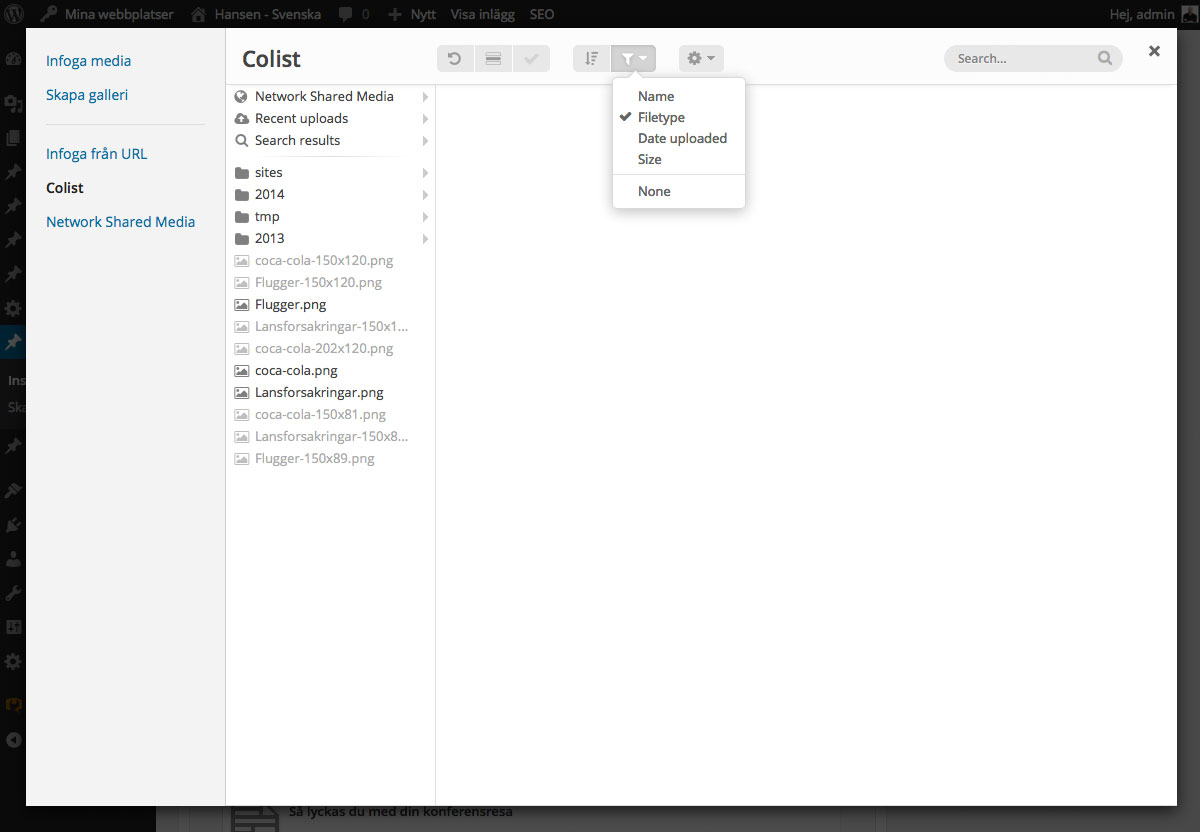 Mina webbplatser Hansen - Svenska 0 Nytt Visa inlägg SEO Hej, admin
Infoga media
Skapa galleri
Infoga från URL
Colist
Network Shared Media
Colist
Search...
Network Shared Media
Recent uploads
Search results
sites
2014
tmp
2013
coca-cola-150x120.png
Flugger-150x120.png
Flugger.png
Lansforsakringar-150x1...
coca-cola-202x120.png
coca-cola.png
Lansforsakringar.png
coca-cola-150x81.png
Lansforsakringar-150x8...
Flugger-150x89.png
Name
Filetype
Date uploaded
Size
None
Ins
Ska
Så lyckas du med din konferensresa